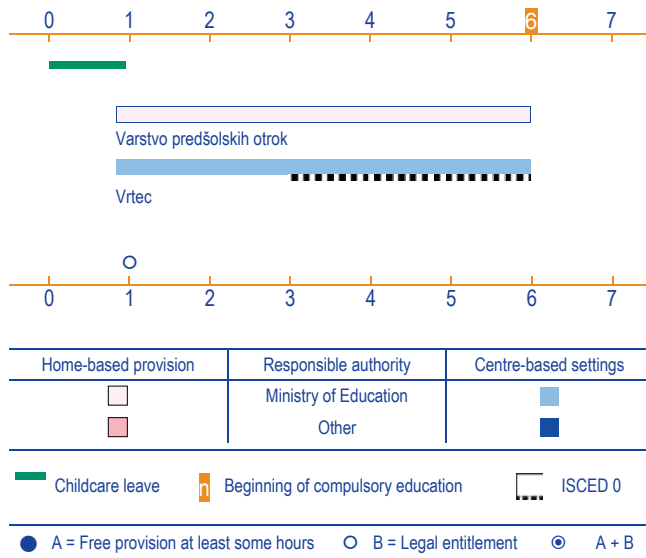 0 1 2 3 4 5 6 7
Varstvo predšolskih otrok
Vrtec
0 1 2 3 4 5 6 7
Home-based provision Responsible authority Centre-based settings
Ministry of Education
Other
Childcare leave n Beginning of compulsory education ISCED 0
A = Free provision at least some hours B = Legal entitlement A + B